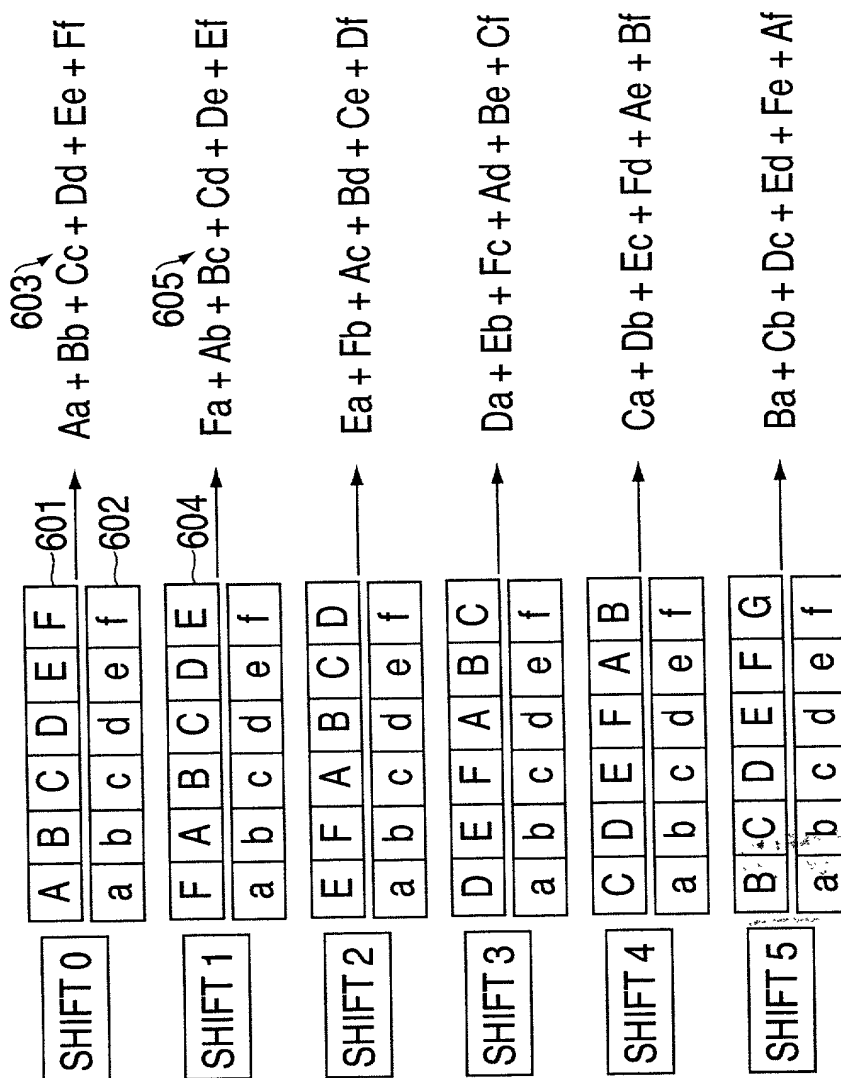 SHIFT 0
A B C D E F 601
a b c d e f 602
603
Aa + Bb + Cc + Dd + Ee + Ff
SHIFT 1
F A B C D E 604
a b c d e f
605
Fa + Ab + Bc + Cd + De + Ef
SHIFT 2
E F A B C D
a b c d e f
Ea + Fb + Ac + Bd + Ce + Df
SHIFT 3
D E F A B C
a b c d e f
Da + Eb + Fc + Ad + Be + Cf
SHIFT 4
C D E F A B
a b c d e f
Ca + Db + Ec + Fd + Ae + Bf
SHIFT 5
B C D E F G
a b c d e f
Ba + Cb + Dc + Ed + Fe + Af